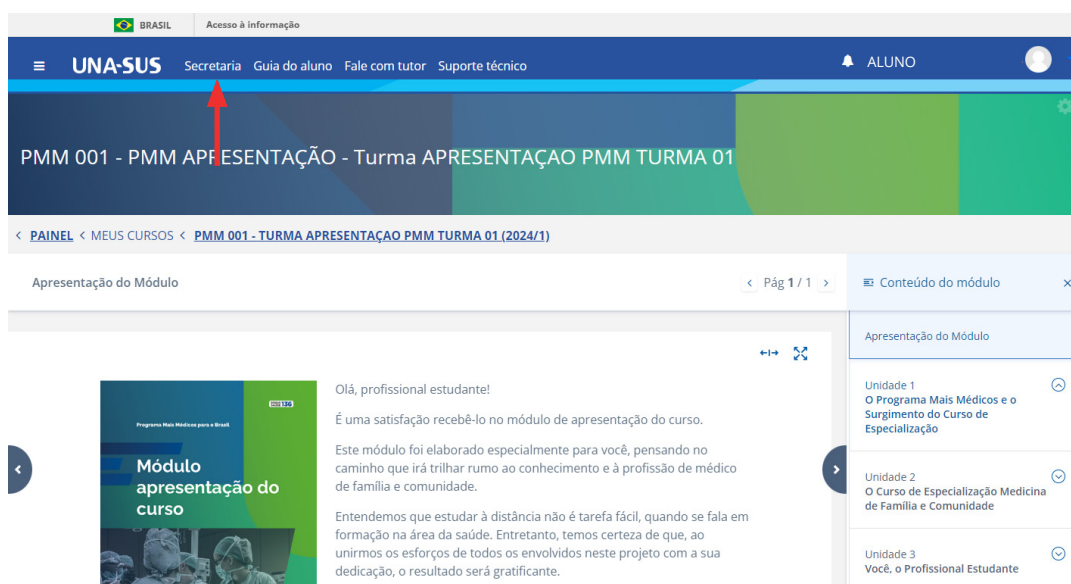 BRASIL Acesso à informação
UNA-SUS Secretaria Guia do aluno Fale com tutor Suporte técnico ALUNO
PMM 001 - PMM APRESENTAÇÃO - Turma APRESENTAÇAO PMM TURMA 01
< PAINEL < MEUS CURSOS < PMM 001 - TURMA APRESENTAÇAO PMM TURMA 01 (2024/1)
Apresentação do Módulo
< Pág 1 / 1 >
Olá, profissional estudante!
É uma satisfação recebê-lo no módulo de apresentação do curso.
Este módulo foi elaborado especialmente para você, pensando no
caminho que irá trilhar rumo ao conhecimento e à profissão de médico
de família e comunidade.
Entendemos que estudar à distância não é tarefa fácil, quando se fala em
formação na área da saúde. Entretanto, temos certeza de que, ao
unirmos os esforços de todos os envolvidos neste projeto com a sua
dedicação, o resultado será gratificante.
136
Programa Mais Médicos para o Brasil
Módulo
apresentação do
curso
Conteúdo do módulo
Apresentação do Módulo
Unidade 1
O Programa Mais Médicos e o
Surgimento do Curso de
Especialização
Unidade 2
O Curso de Especialização Medicina
de Família e Comunidade
Unidade 3
Você, o Profissional Estudante